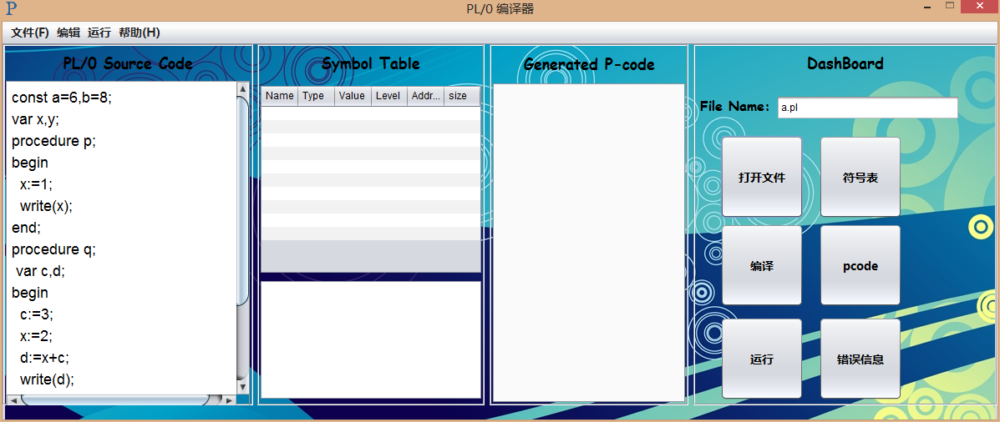 P
PL/0 编译器
文件(F) 编辑 运行 帮助(H)
PL/0 Source Code
const a=6,b=8;
var x,y;
procedure p;
begin
x:=1;
write(x);
end;
procedure q;
var c,d;
begin
c:=3;
x:=2;
d:=x+c;
write(d);
Symbol Table
Name Type Value Level Addr... size
Generated P-code
DashBoard
File Name: a.pl
打开文件 符号表
编译 pcode
运行 错误信息